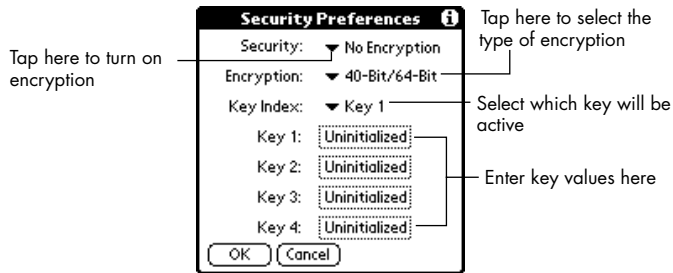 Security Preferences i
Tap here to select the
type of encryption
Security: No Encryption
Tap here to turn on
encryption
Encryption: 40-Bit/64-Bit
Key Index: Key 1
Select which key will be
active
Key 1: Uninitialized
Key 2: Uninitialized
Enter key values here
Key 3: Uninitialized
Key 4: Uninitialized
OK Cancel